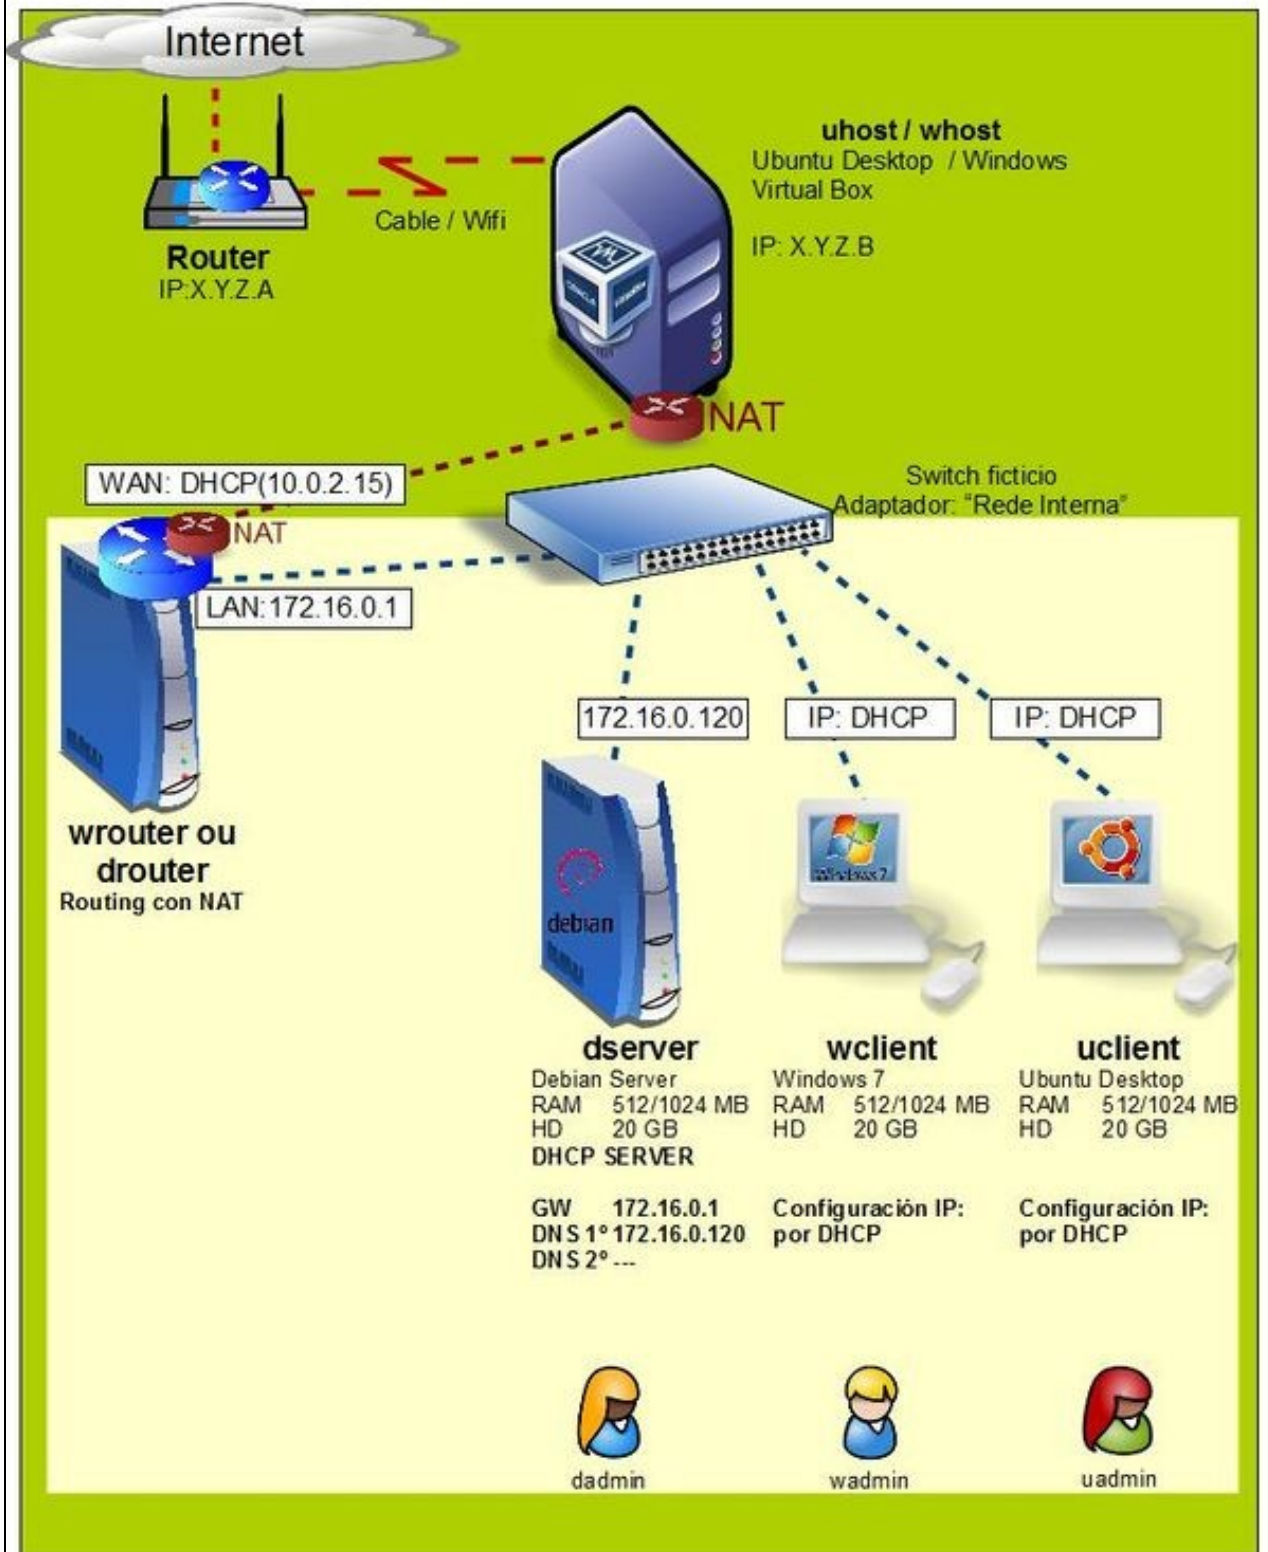 Internet
uhost / whost
Ubuntu Desktop / Windows
Virtual Box
IP: X.Y.Z.B
Cable / Wifi
Router
IP:X.Y.Z.A
NAT
WAN: DHCP(10.0.2.15)
Switch ficticio
Adaptador: "Rede Interna"
NAT
LAN:172.16.0.1
172.16.0.120
IP: DHCP
IP: DHCP
wrouter ou
drouter
Routing con NAT
debian
Windows 7
dserver
Debian Server
RAM 512/1024 MB
HD 20 GB
DHCP SERVER
GW 172.16.0.1
DNS 1º 172.16.0.120
DNS 2º ---
wclient
Windows 7
RAM 512/1024 MB
HD 20 GB
Configuración IP:
por DHCP
uclient
Ubuntu Desktop
RAM 512/1024 MB
HD 20 GB
Configuración IP:
por DHCP
dadmin
wadmin
uadmin